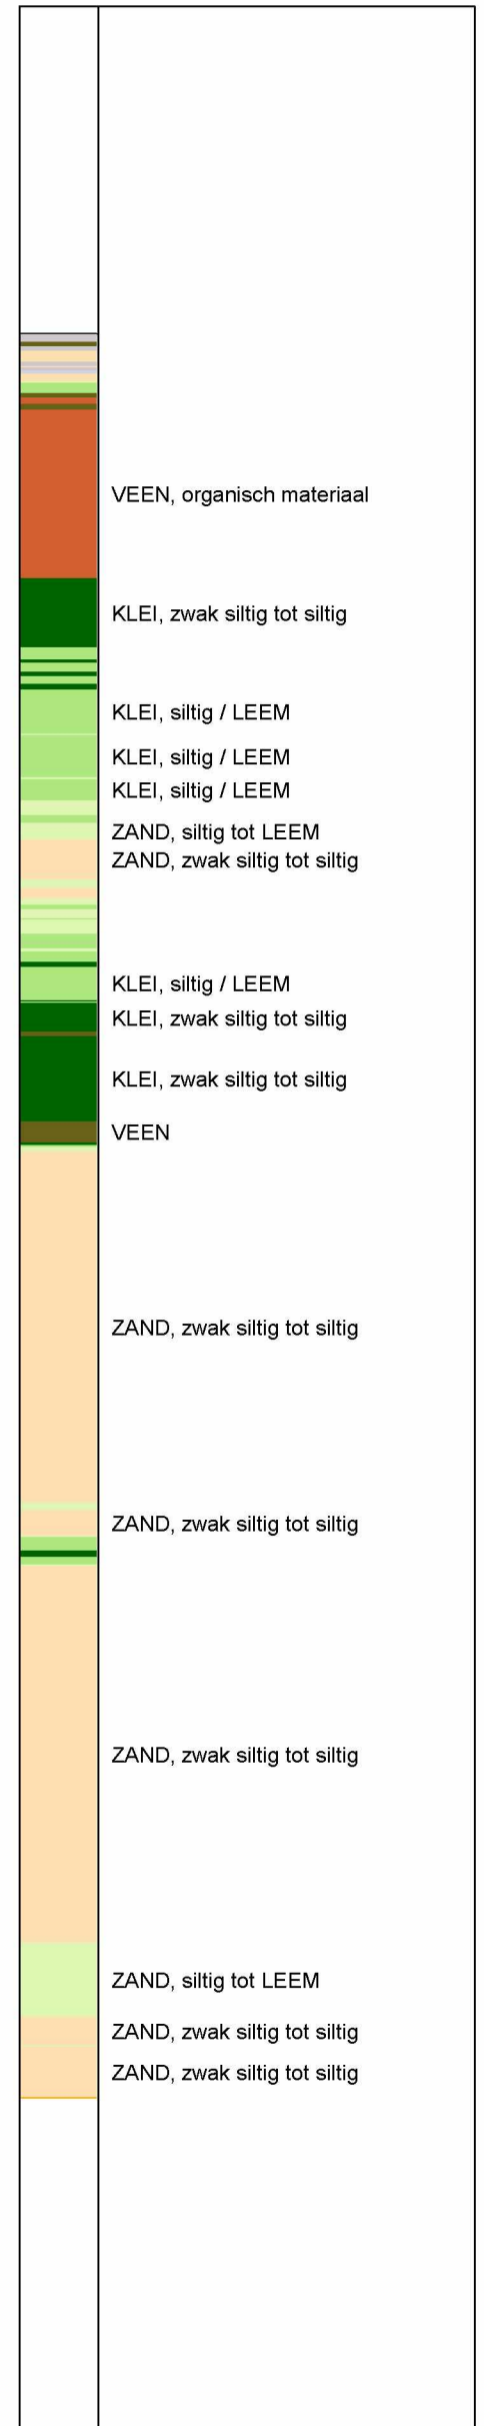 VEEN, organisch materiaal
KLEI, zwak siltig tot siltig
KLEI, siltig / LEEM
KLEI, siltig / LEEM
KLEI, siltig / LEEM
ZAND, siltig tot LEEM
ZAND, zwak siltig tot siltig
KLEI, siltig / LEEM
KLEI, zwak siltig tot siltig
KLEI, zwak siltig tot siltig
VEEN
ZAND, zwak siltig tot siltig
ZAND, zwak siltig tot siltig
ZAND, zwak siltig tot siltig
ZAND, siltig tot LEEM
ZAND, zwak siltig tot siltig
ZAND, zwak siltig tot siltig